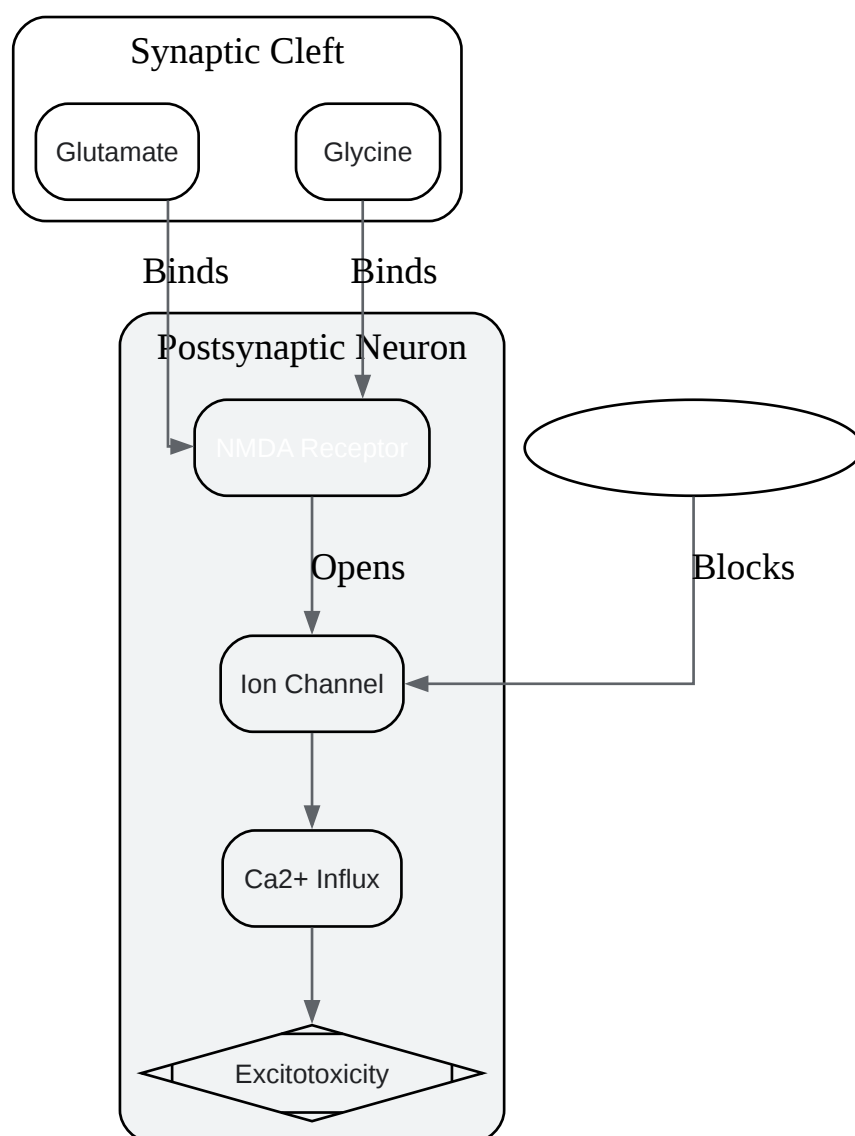 Synaptic Cleft
Glutamate
Glycine
Binds
Binds
Postsynaptic Neuron
NMDA Receptor
Opens
Blocks
Ion Channel
Ca2+ Influx
Excitotoxicity